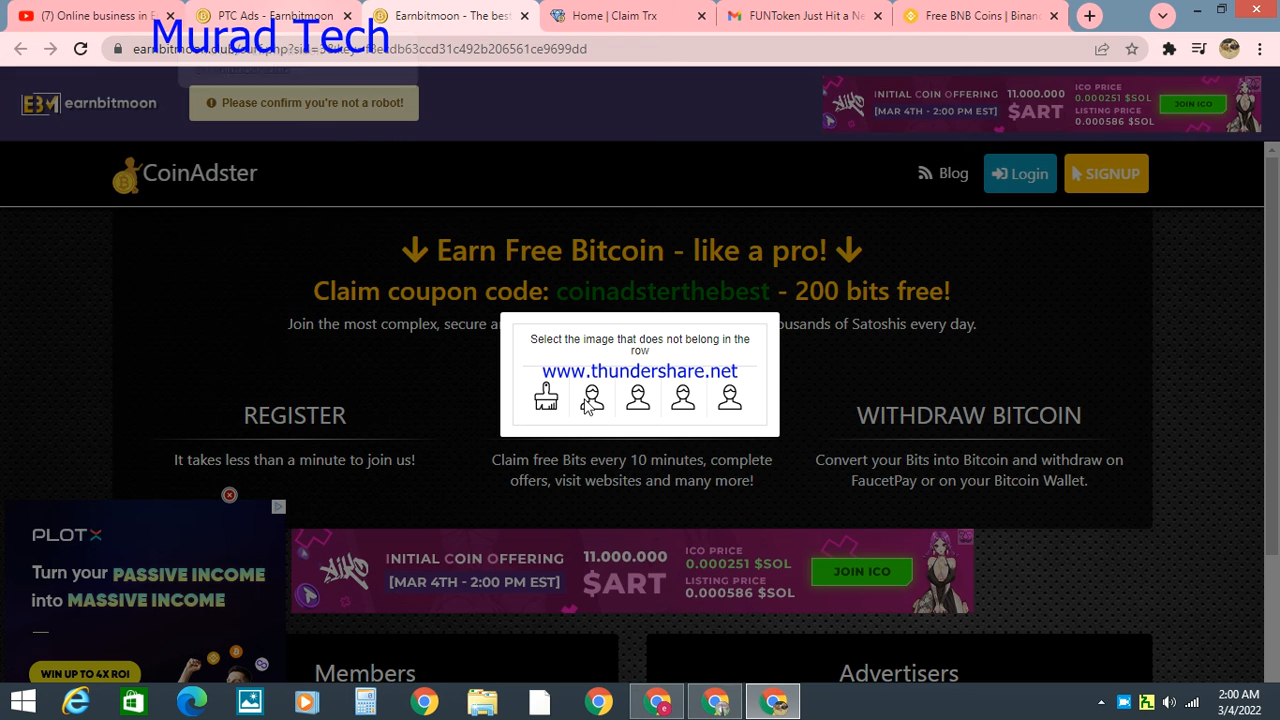 (7) Online business in E
PTC Ads - Earnbitmoon
Earnbitmoon - The best
Home | Claim Trx
FUNToken Just Hit a Ne
Free BNB Coins | Binanc
Murad Tech
E3M earnbitmoon
Please confirm you're not a robot!
INITIAL COIN OFFERING
[MAR 4TH - 2:00 PM EST]
11.000.000
$ART
ICO PRICE
0.000251 $SOL
LISTING PRICE
0.000586 $SOL
JOIN ICO
CoinAdster
Blog
Login
SIGNUP
Earn Free Bitcoin - like a pro!
Claim coupon code: coinadsterthebest - 200 bits free!
Join the most complex, secure
ousands of Satoshis every day.
Select the image that does not belong in the
row
www.thundershare.net
REGISTER
It takes less than a minute to join us!
Claim free Bits every 10 minutes, complete
offers, visit websites and many more!
WITHDRAW BITCOIN
Convert your Bits into Bitcoin and withdraw on
FaucetPay or on your Bitcoin Wallet.
PLOTX
Turn your PASSIVE INCOME
into MASSIVE INCOME
WIN UP TO 4X ROI
INITIAL COIN OFFERING
[MAR 4TH - 2:00 PM EST]
11.000.000
$ART
ICO PRICE
0.000251 $SOL
LISTING PRICE
0.000586 $SOL
JOIN ICO
Members
Advertisers
2:00 AM
3/4/2022